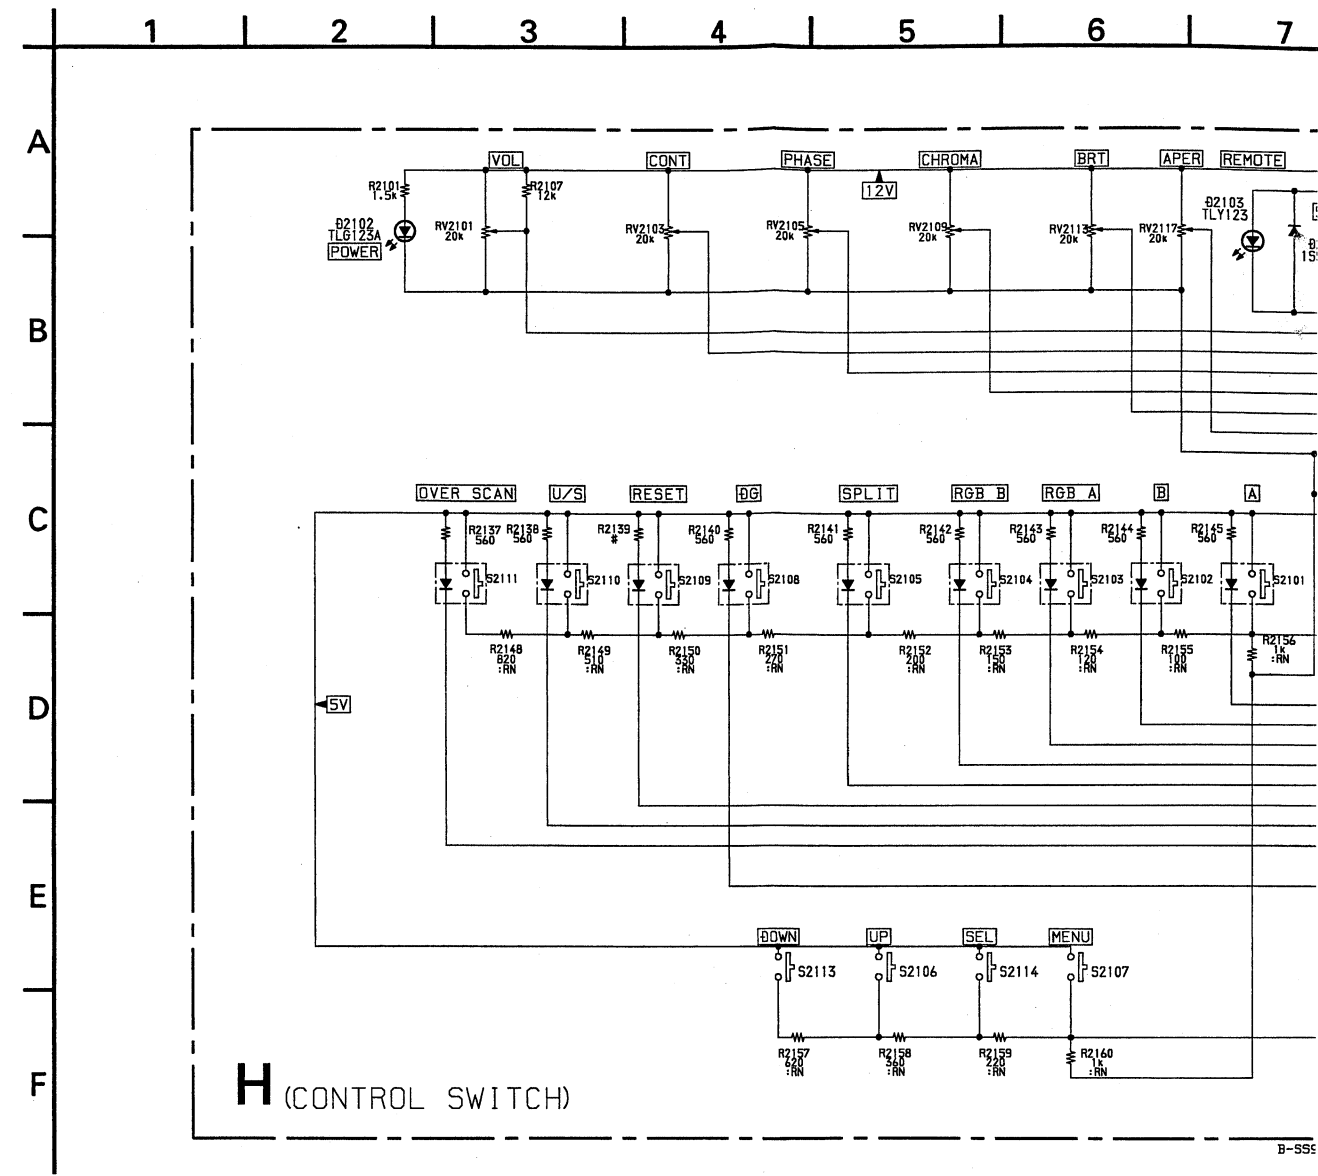 1 2 3 4 5 6 7
A
VOL CONT PHASE CHROMA BRT APER REMOTE
12V
R2101
1.5k
R2107
12k
D2102
TLG123A
POWER
RV2101
20k
RV2103
20k
RV2105
20k
RV2109
20k
RV2113
20k
RV2117
20k
D2103
TLY123
B
C
OVER SCAN U/S RESET DG SPLIT RGB B RGB A B A
R2137
560
R2138
560
R2139
#
R2140
560
R2141
560
R2142
560
R2143
560
R2144
560
R2145
560
S2111 S2110 S2109 S2108 S2105 S2104 S2103 S2102 S2101
R2148
820
:RN
R2149
510
:RN
R2150
330
:RN
R2151
270
:RN
R2152
200
:RN
R2153
150
:RN
R2154
120
:RN
R2155
100
:RN
R2156
1k
:RN
D
5V
E
DOWN UP SEL MENU
S2113 S2106 S2114 S2107
R2157
620
:RN
R2158
360
:RN
R2159
220
:RN
R2160
1k
:RN
F
H (CONTROL SWITCH)
B-SS9